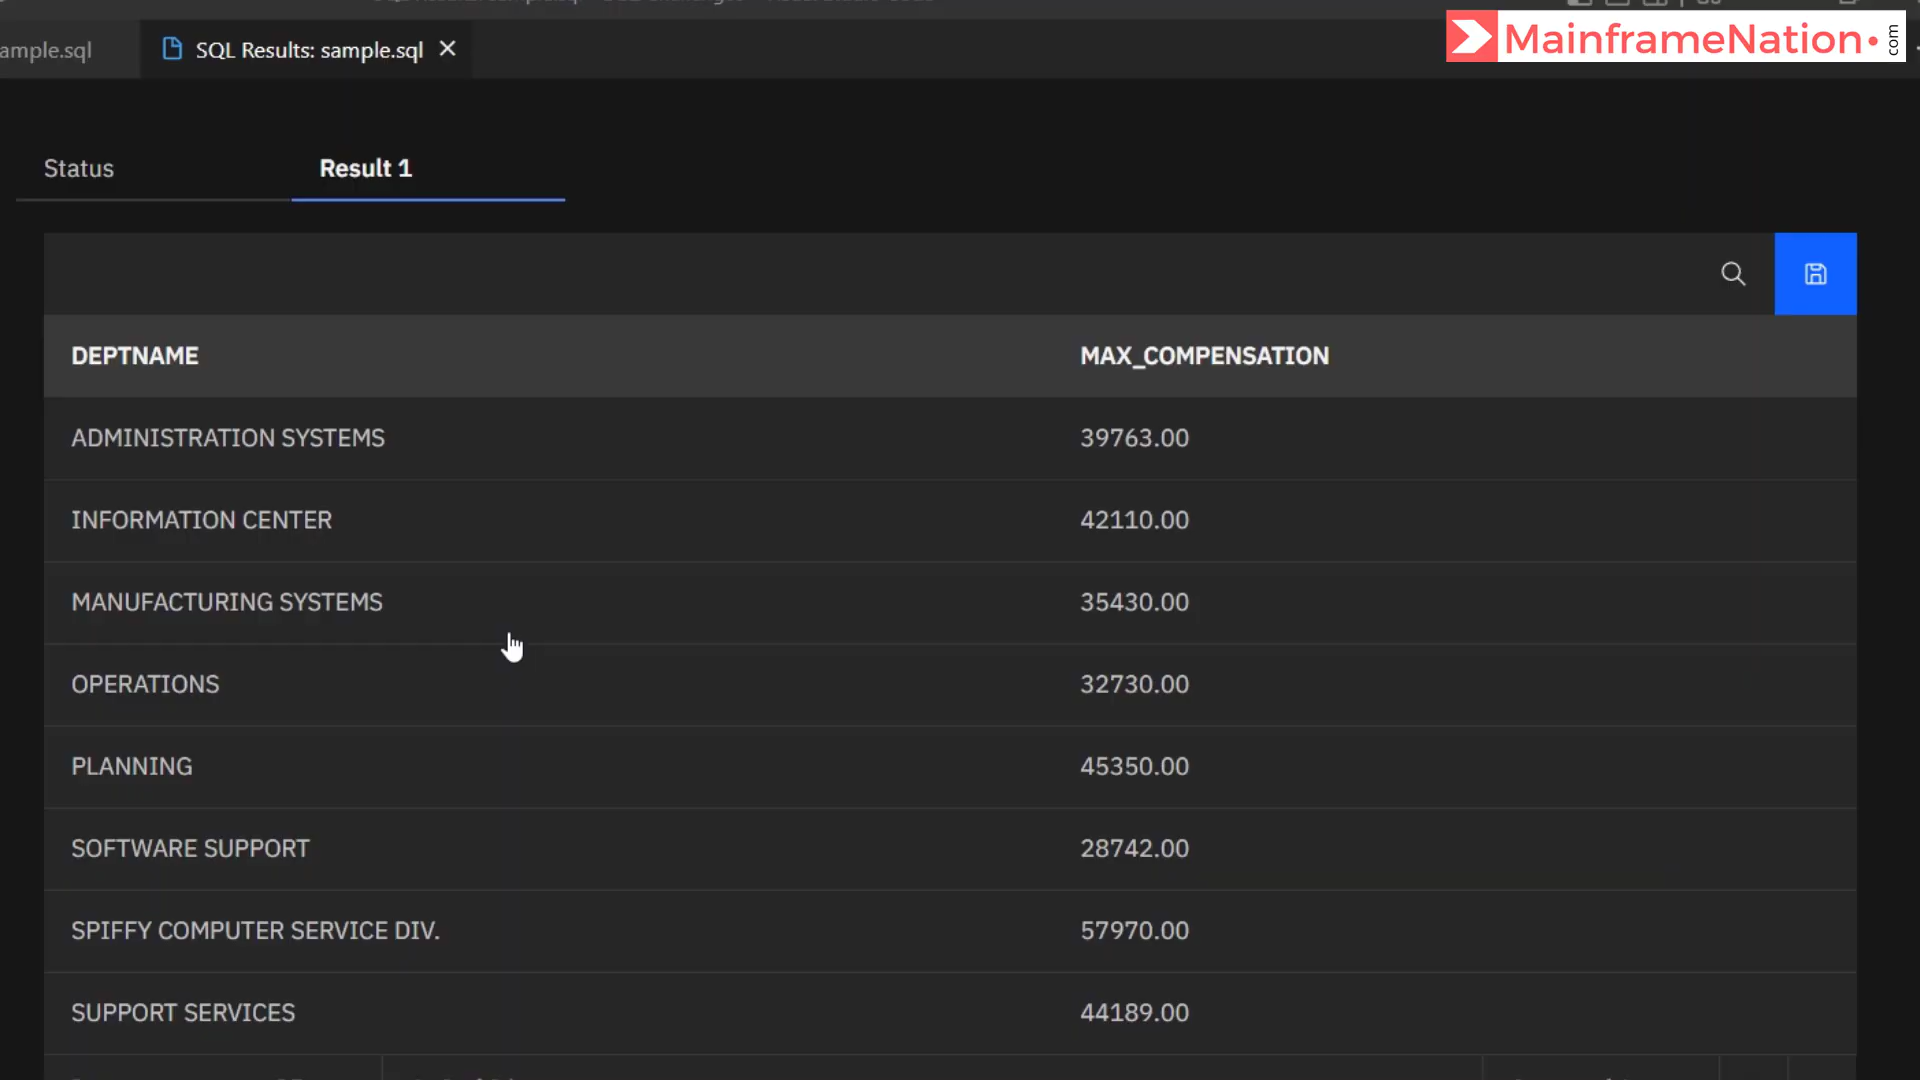 MainframeNation.com
ample.sql
SQL Results: sample.sql
Status
Result 1
DEPTNAME MAX_COMPENSATION
ADMINISTRATION SYSTEMS 39763.00
INFORMATION CENTER 42110.00
MANUFACTURING SYSTEMS 35430.00
OPERATIONS 32730.00
PLANNING 45350.00
SOFTWARE SUPPORT 28742.00
SPIFFY COMPUTER SERVICE DIV. 57970.00
SUPPORT SERVICES 44189.00